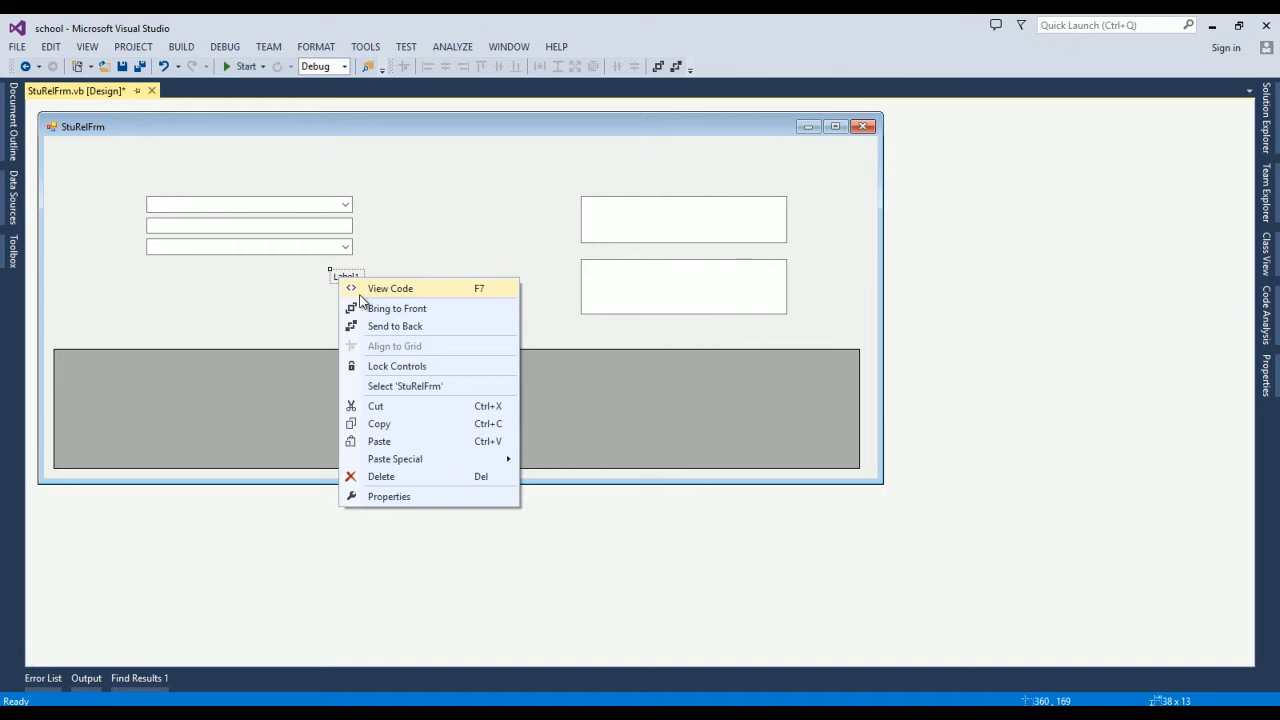 school - Microsoft Visual Studio
Quick Launch (Ctrl+Q)
FILE EDIT VIEW PROJECT BUILD DEBUG TEAM FORMAT TOOLS TEST ANALYZE WINDOW HELP
Sign in
Start Debug
StuRelFrm.vb [Design]*
Document Outline
Data Sources
Toolbox
StuRelFrm
Label1
View Code F7
Bring to Front
Send to Back
Align to Grid
Lock Controls
Select 'StuRelFrm'
Cut Ctrl+X
Copy Ctrl+C
Paste Ctrl+V
Paste Special
Delete Del
Properties
Solution Explorer
Team Explorer
Class View
Code Analysis
Properties
Error List Output Find Results 1
Ready
360 , 169
38 x 13